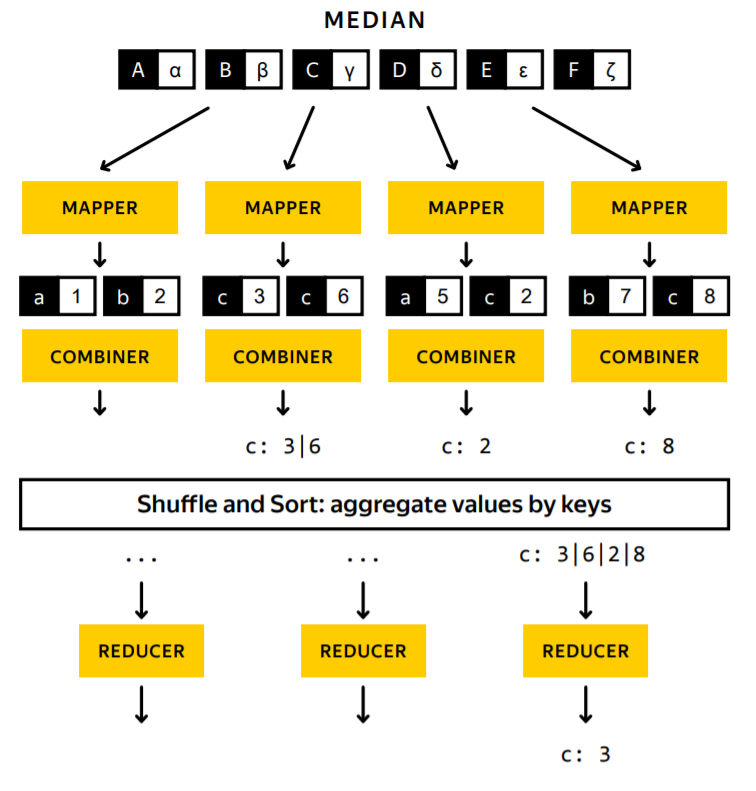 MEDIAN
A α B β C γ D δ E ε F ζ
MAPPER MAPPER MAPPER MAPPER
a 1 b 2 c 3 c 6 a 5 c 2 b 7 c 8
COMBINER COMBINER COMBINER COMBINER
c: 3|6 c: 2 c: 8
Shuffle and Sort: aggregate values by keys
... ... c: 3|6|2|8
REDUCER REDUCER REDUCER
c: 3